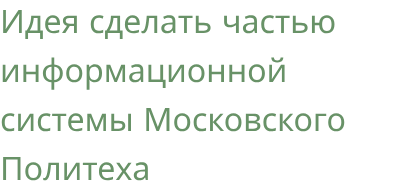 Идея сделать частью
информационной
системы Московского
Политеха